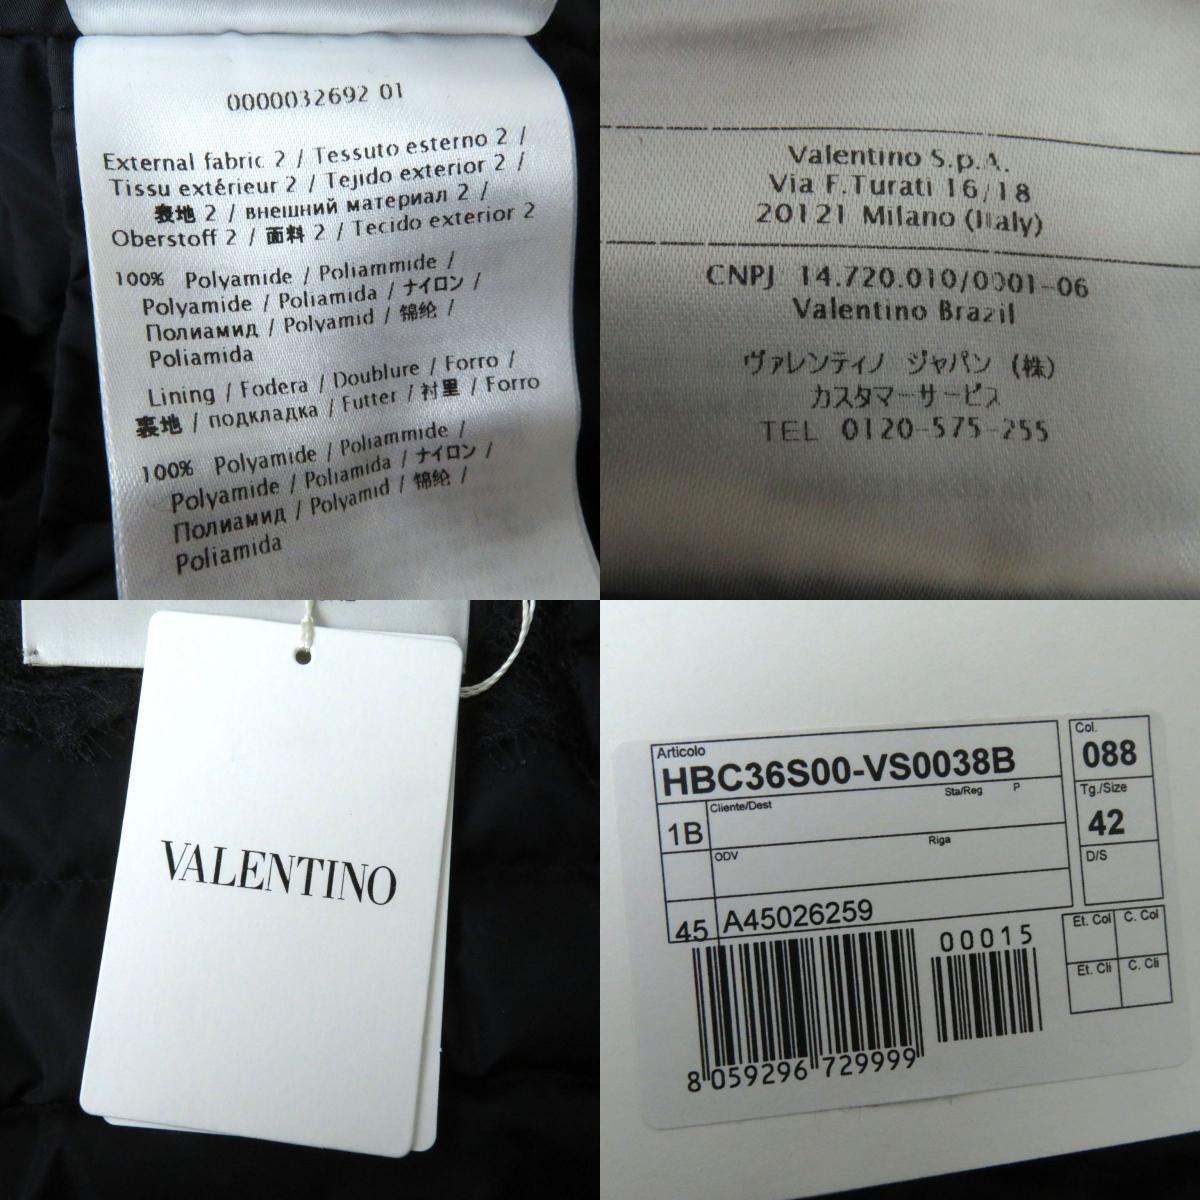 0000032692 01
External fabric 2 / Tessuto esterno 2 /
Tissu extérieur 2 / Tejido exterior 2 /
表地 2 / внешний материал 2 /
Oberstoff 2 / 面料 2 / Tecido exterior 2
100% Polyamide / Poliammide /
Polyamide / Poliamida / ナイロン /
Полиамид / Polyamid / 锦纶 /
Poliamida
Lining / Fodera / Doublure / Forro /
裏地 / подкладка / Futter / 衬里 / Forro
100% Polyamide / Poliammide /
Polyamide / Poliamida / ナイロン /
Полиамид / Polyamid / 锦纶 /
Poliamida
Valentino S.p.A.
Via F.Turati 16/18
20121 Milano (Italy)
CNPJ 14.720.010/0001-06
Valentino Brazil
ヴァレンティノ ジャパン (株)
カスタマーサービス
TEL 0120-575-255
VALENTINO
Articolo
HBC36S00-VS0038B
Col.
088
1B Cliente/Dest Sta/Reg P
Tg./Size
42
ODV Riga
D/S
45 A45026259
Et. Col C. Col
00015
Et. Cli C. Cli
8 059296 729999